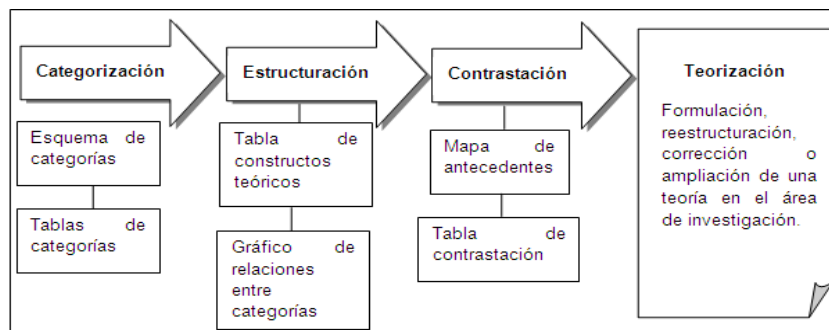 Categorización
Esquema de
categorías
Tablas de
categorías
Estructuración
Tabla de
constructos
teóricos
Gráfico de
relaciones
entre
categorías
Contrastación
Mapa de
antecedentes
Tabla de
contrastación
Teorización
Formulación,
reestructuración,
corrección o
ampliación de una
teoría en el área
de investigación.